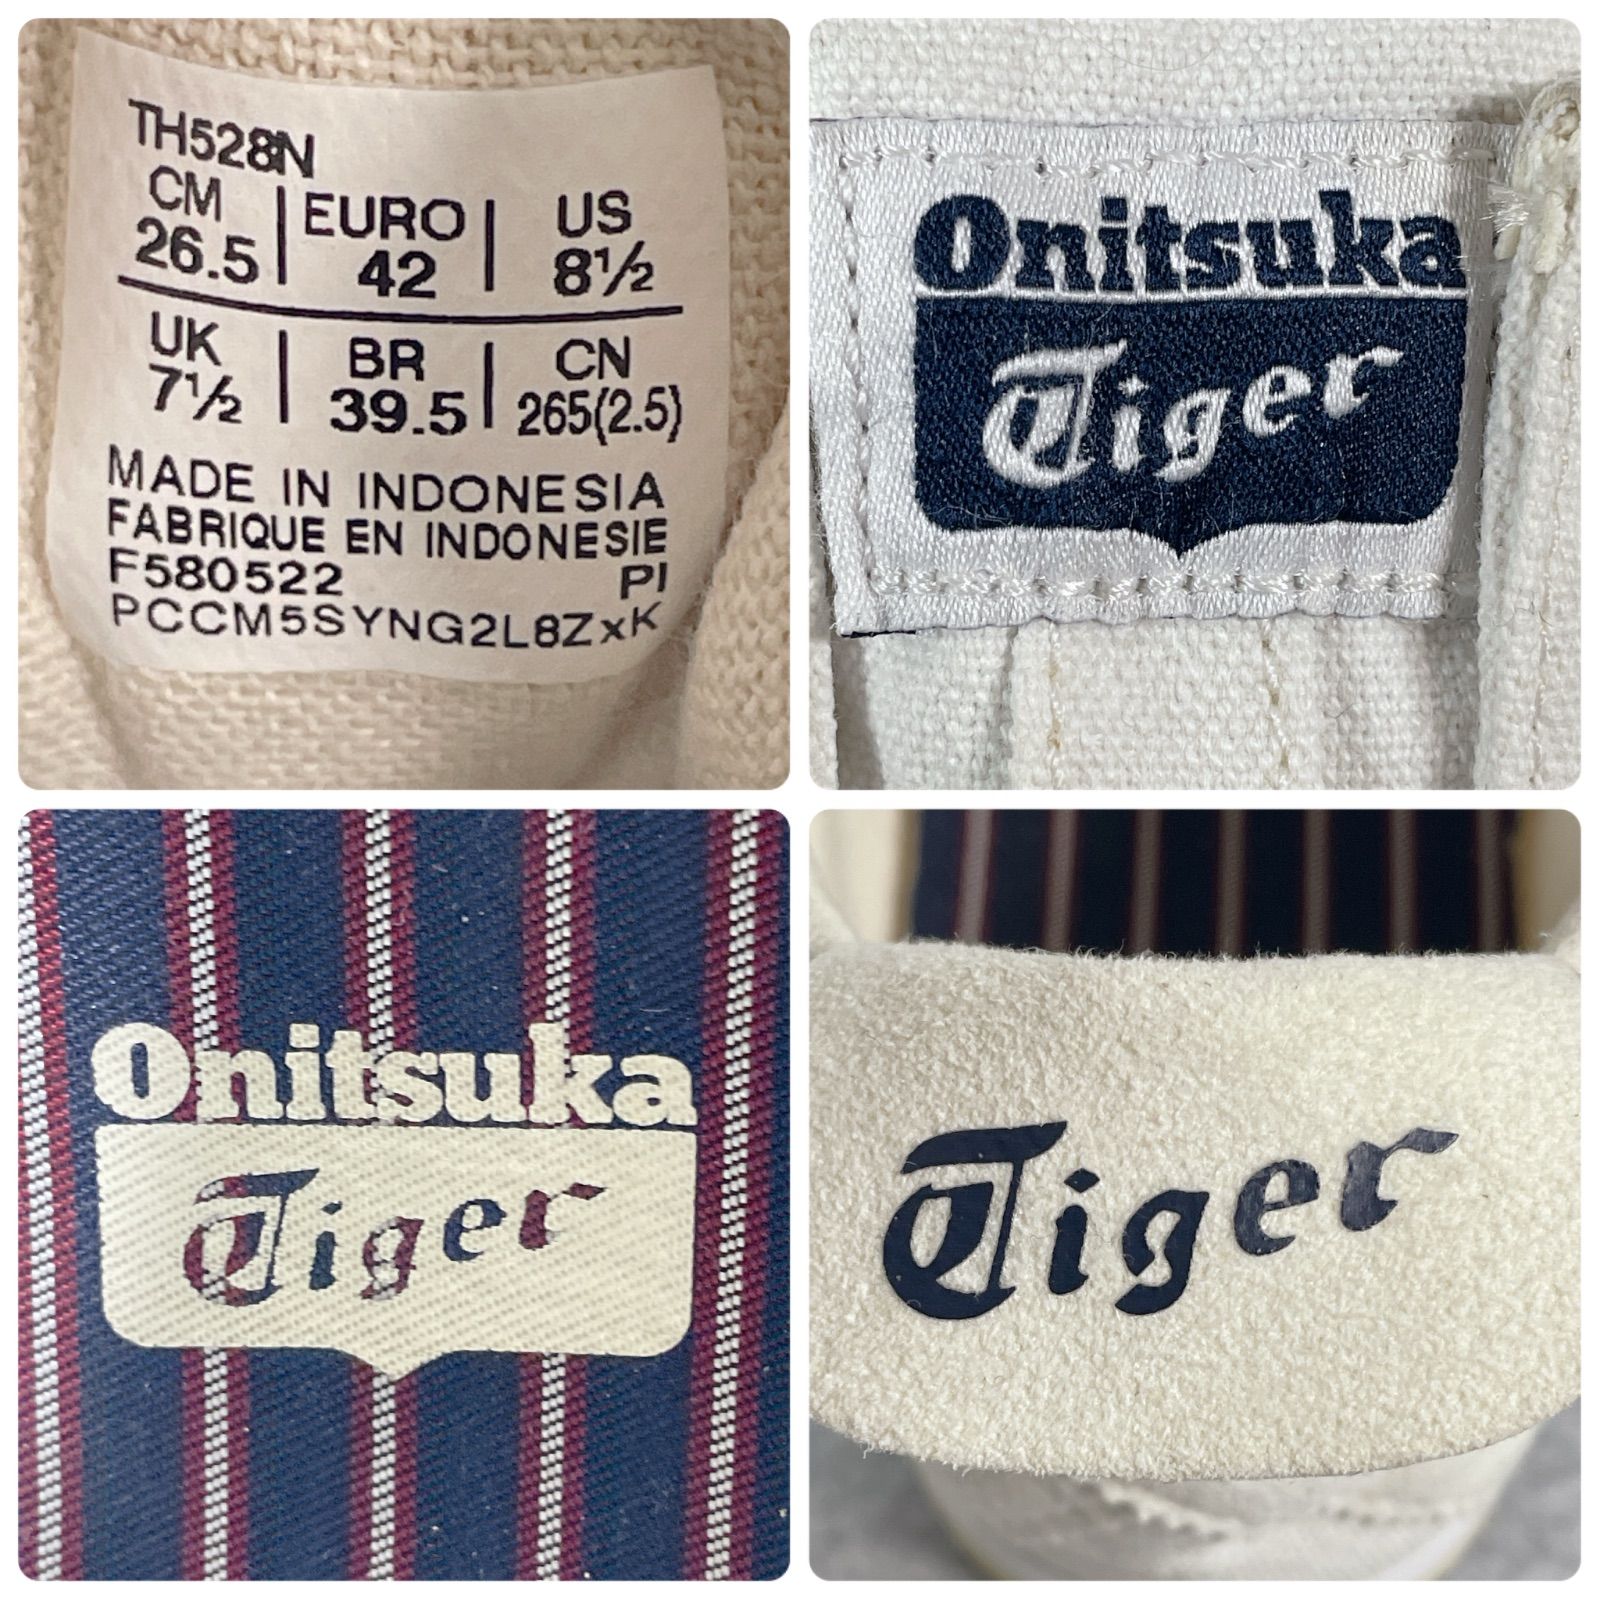 TH528N
CM | EURO | US
26.5 | 42 | 8½
UK | BR | CN
7½ | 39.5 | 265(2.5)
MADE IN INDONESIA
FABRIQUE EN INDONESIE
F580522 PI
PCCM5SYNG2L8ZxK
Onitsuka
Tiger
Onitsuka
Tiger
Tiger